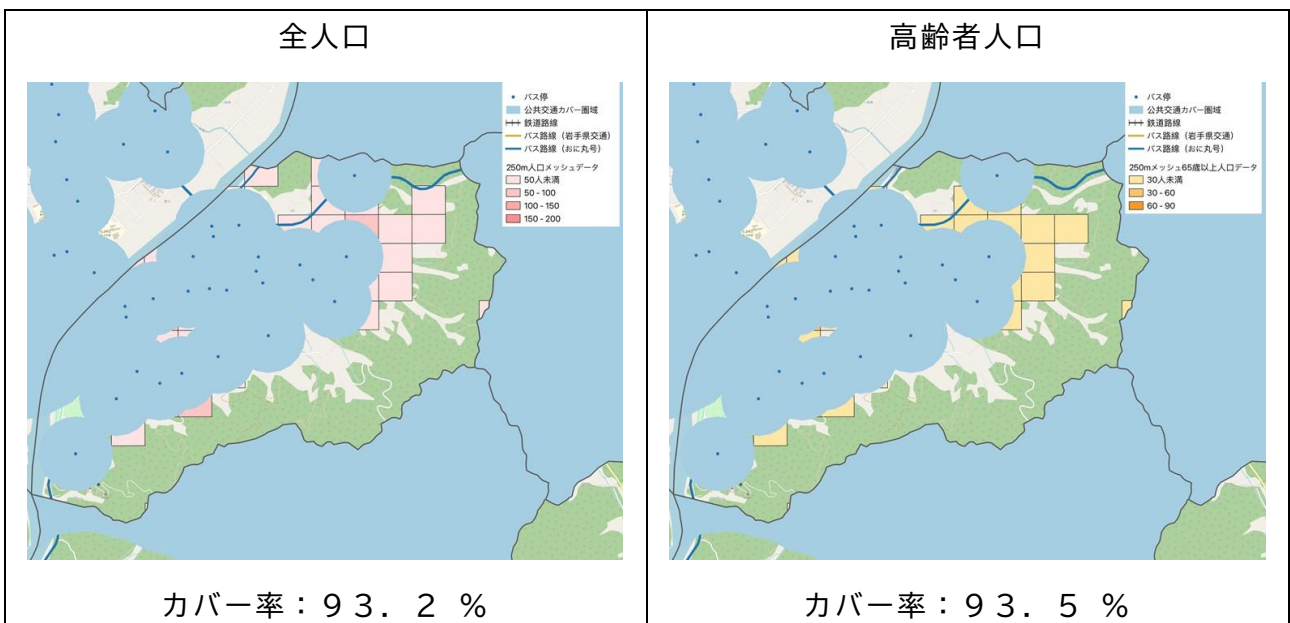 全人口
バス停
公共交通カバー圏域
鉄道路線
バス路線（岩手県交通）
バス路線（おに丸号）
250m人口メッシュデータ
50人未満
50 - 100
100 - 150
150 - 200
カバー率：９３．２ %
高齢者人口
バス停
公共交通カバー圏域
鉄道路線
バス路線（岩手県交通）
バス路線（おに丸号）
250mメッシュ65歳以上人口データ
30人未満
30 - 60
60 - 90
カバー率：９３．５ %